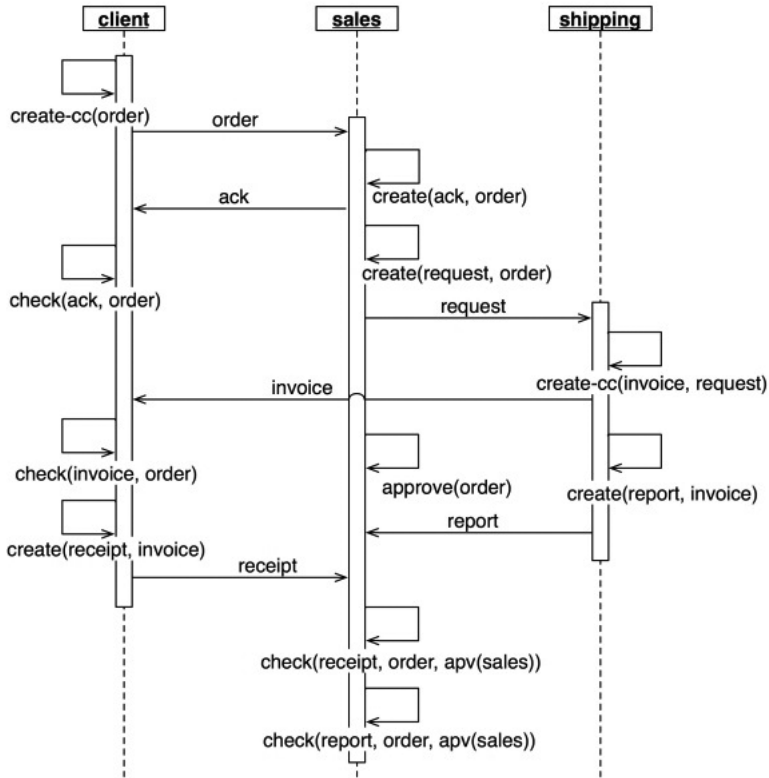 client
sales
shipping
create-cc(order)
order
create(ack, order)
ack
create(request, order)
check(ack, order)
request
create-cc(invoice, request)
invoice
check(invoice, order)
approve(order)
create(report, invoice)
report
create(receipt, invoice)
receipt
check(receipt, order, apv(sales))
check(report, order, apv(sales))